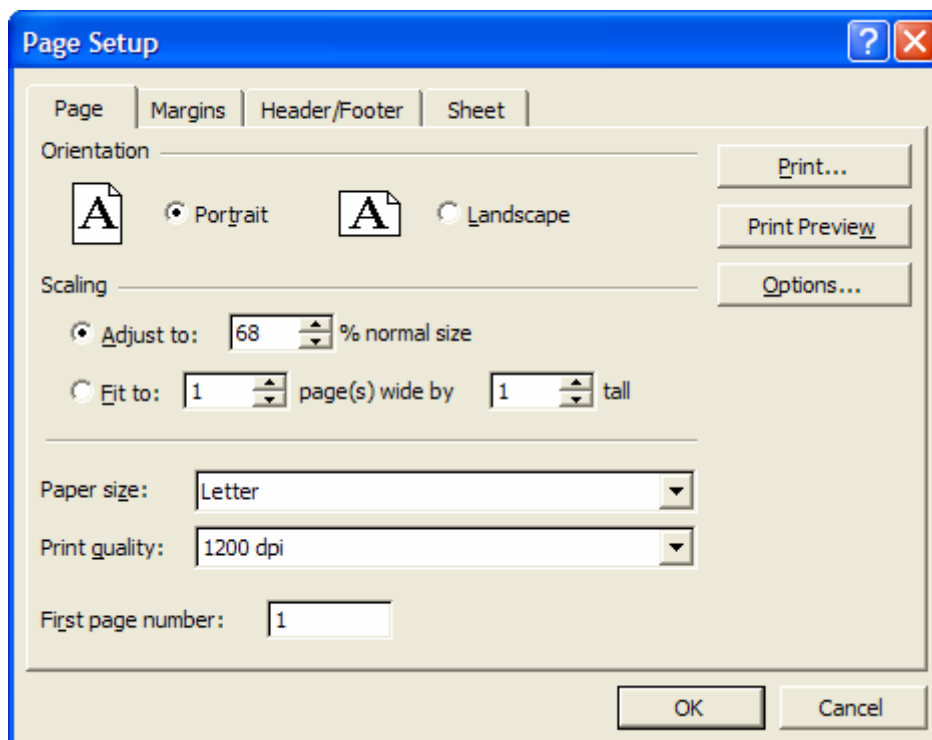 Page Setup
Page Margins Header/Footer Sheet
Orientation
Print...
A Portrait A Landscape
Print Preview
Scaling
Options...
Adjust to: 68 % normal size
Fit to: 1 page(s) wide by 1 tall
Paper size: Letter
Print quality: 1200 dpi
First page number: 1
OK Cancel